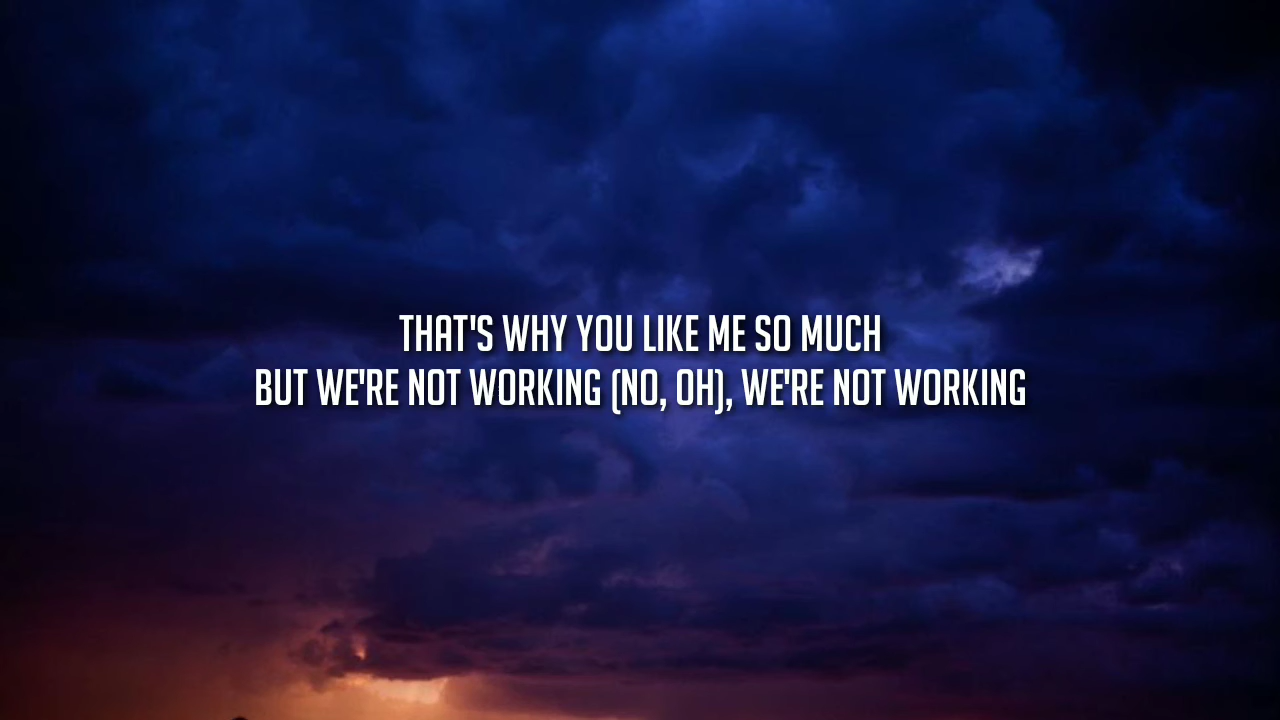 THAT'S WHY YOU LIKE ME SO MUCH
BUT WE'RE NOT WORKING (NO, OH), WE'RE NOT WORKING